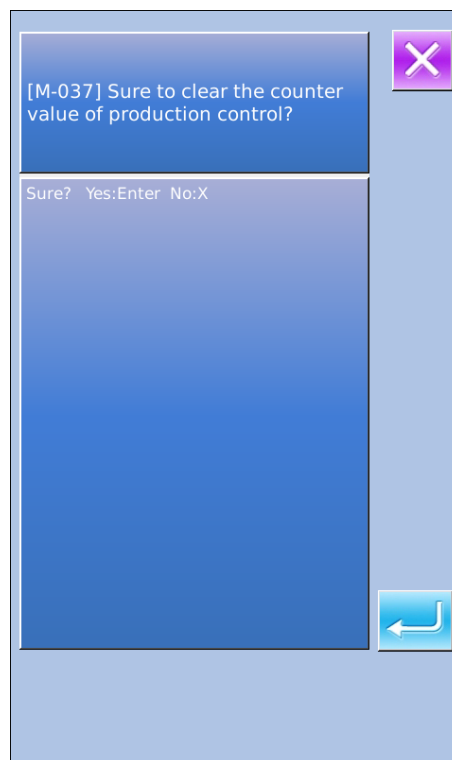 [M-037] Sure to clear the counter
value of production control?
Sure? Yes:Enter No:X